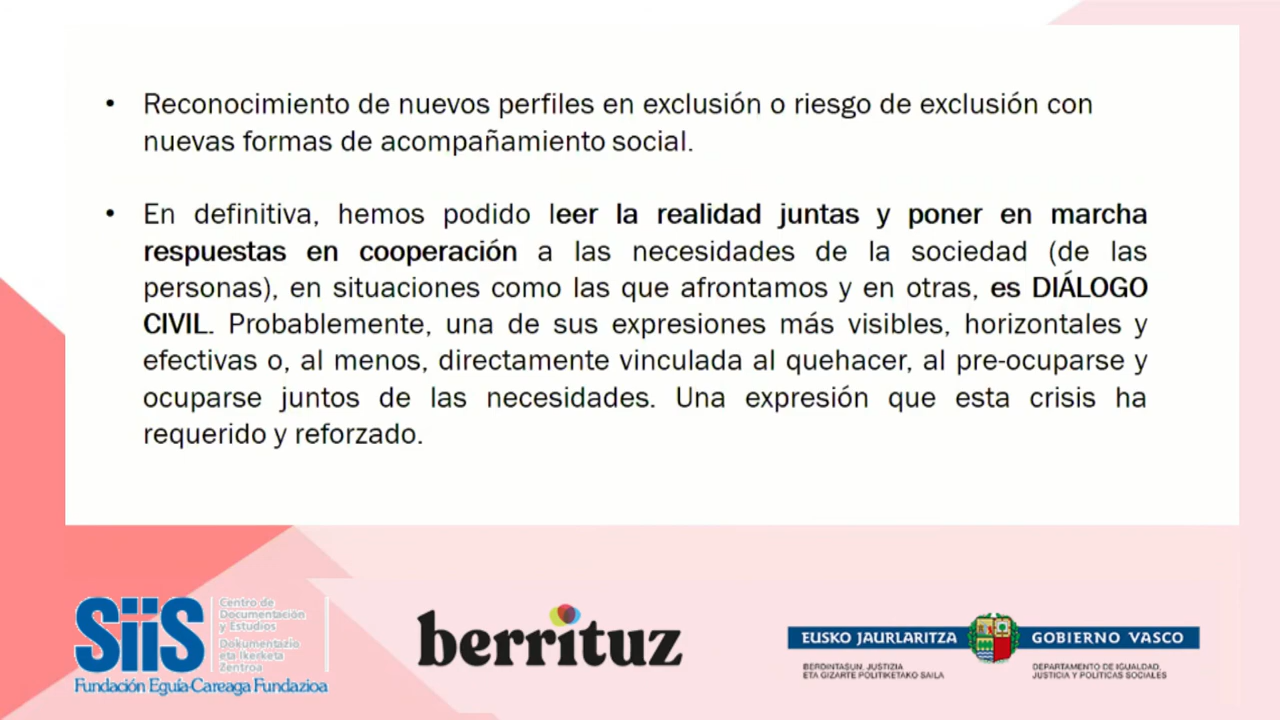 • Reconocimiento de nuevos perfiles en exclusión o riesgo de exclusión con
nuevas formas de acompañamiento social.
• En definitiva, hemos podido leer la realidad juntas y poner en marcha
respuestas en cooperación a las necesidades de la sociedad (de las
personas), en situaciones como las que afrontamos y en otras, es DIÁLOGO
CIVIL. Probablemente, una de sus expresiones más visibles, horizontales y
efectivas o, al menos, directamente vinculada al quehacer, al pre-ocuparse y
ocuparse juntos de las necesidades. Una expresión que esta crisis ha
requerido y reforzado.
SiiS
Centro de
Documentación
y Estudios
Dokumentazio
eta Ikerketa
Zentroa
Fundación Eguía-Careaga Fundazioa
berrituz
EUSKO JAURLARITZA
GOBIERNO VASCO
BERDINTASUN, JUSTIZIA
ETA GIZARTE POLITIKETAKO SAILA
DEPARTAMENTO DE IGUALDAD,
JUSTICIA Y POLÍTICAS SOCIALES